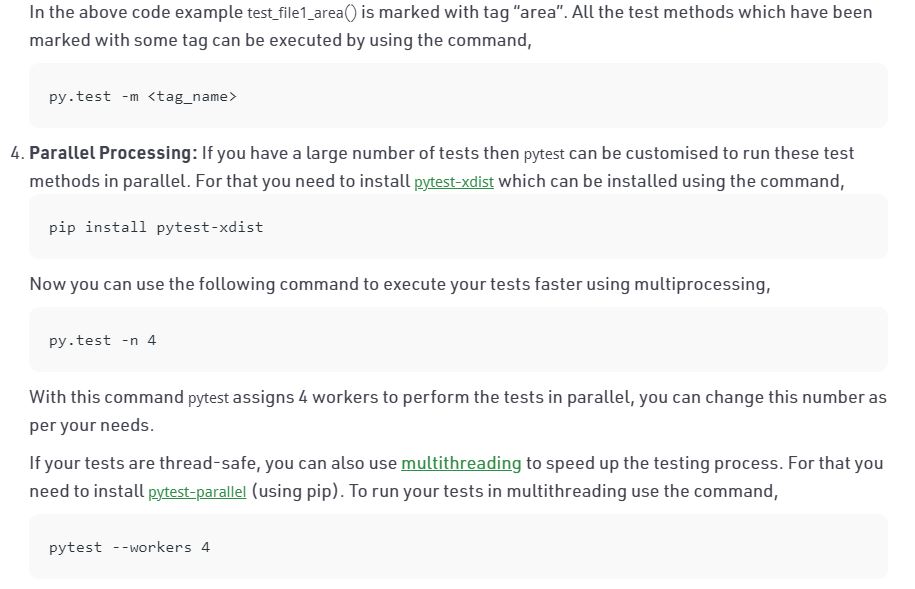 In the above code example test_file1_area() is marked with tag “area”. All the test methods which have been
marked with some tag can be executed by using the command,
py.test -m <tag_name>
4. Parallel Processing: If you have a large number of tests then pytest can be customised to run these test
methods in parallel. For that you need to install pytest-xdist which can be installed using the command,
pip install pytest-xdist
Now you can use the following command to execute your tests faster using multiprocessing,
py.test -n 4
With this command pytest assigns 4 workers to perform the tests in parallel, you can change this number as
per your needs.
If your tests are thread-safe, you can also use multithreading to speed up the testing process. For that you
need to install pytest-parallel (using pip). To run your tests in multithreading use the command,
pytest --workers 4